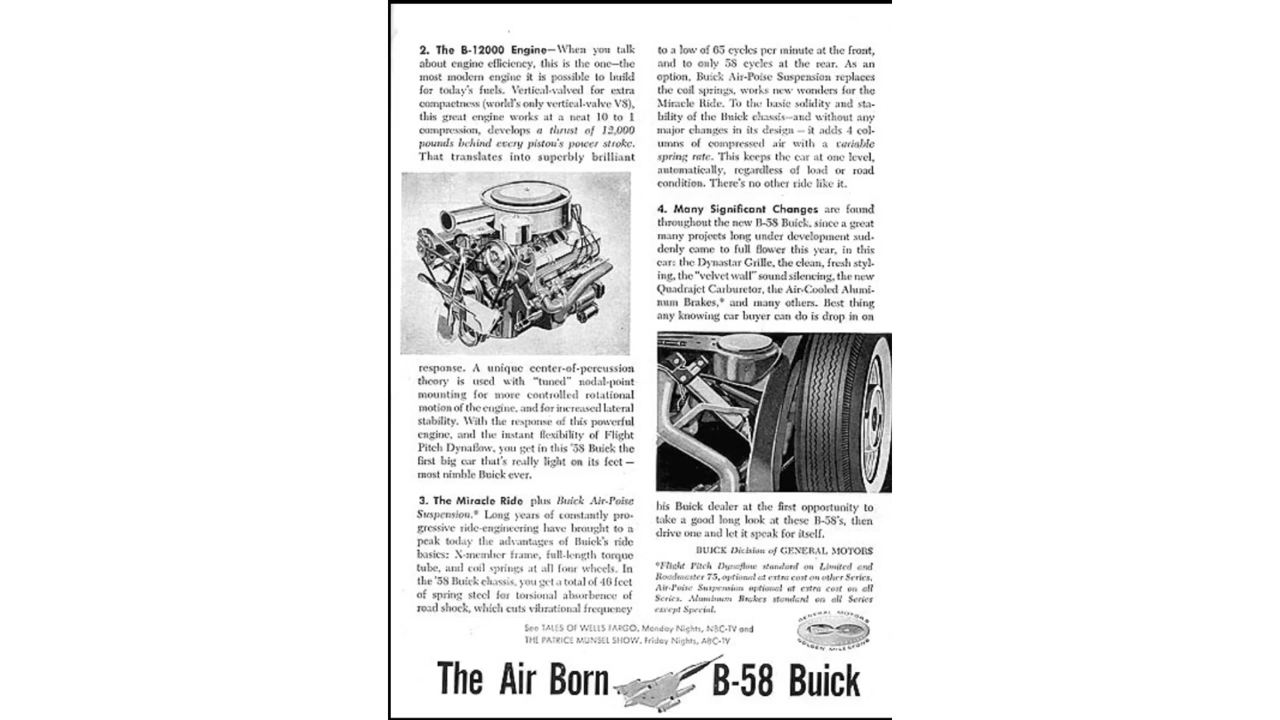 2. The B-12000 Engine—When you talk
about engine efficiency, this is the one—the
most modern engine it is possible to build
for today's fuels. Vertical-valved for extra
compactness (world's only vertical-valve V8),
this great engine works at a neat 10 to 1
compression, develops a thrust of 12,000
pounds behind every piston's power stroke.
That translates into superbly brilliant
response. A unique center-of-percussion
theory is used with "tuned" nodal-point
mounting for more controlled rotational
motion of the engine, and for increased lateral
stability. With the response of this powerful
engine, and the instant flexibility of Flight
Pitch Dynaflow, you get in this '58 Buick the
first big car that's really light on its feet—
most nimble Buick ever.
3. The Miracle Ride plus Buick Air-Poise
Suspension.* Long years of constantly pro-
gressive ride-engineering have brought to a
peak today the advantages of Buick's ride
basics: X-member frame, full-length torque
tube, and coil springs at all four wheels. In
the '58 Buick chassis, you get a total of 46 feet
of spring steel for torsional absorbence of
road shock, which cuts vibrational frequency
to a low of 65 cycles per minute at the front,
and to only 58 cycles at the rear. As an
option, Buick Air-Poise Suspension replaces
the coil springs, works new wonders for the
Miracle Ride. To the basic solidity and sta-
bility of the Buick chassis—and without any
major changes in its design — it adds 4 col-
umns of compressed air with a variable
spring rate. This keeps the car at one level,
automatically, regardless of load or road
condition. There's no other ride like it.
4. Many Significant Changes are found
throughout the new B-58 Buick, since a great
many projects long under development sud-
denly came to full flower this year, in this
car: the Dynastar Grille, the clean, fresh styl-
ing, the "velvet wall" sound silencing, the new
Quadrajet Carburetor, the Air-Cooled Alumi-
num Brakes,* and many others. Best thing
any knowing car buyer can do is drop in on
his Buick dealer at the first opportunity to
take a good long look at these B-58's, then
drive one and let it speak for itself.
BUICK Division of GENERAL MOTORS
*Flight Pitch Dynaflow standard on Limited and
Roadmaster 75, optional at extra cost on other Series.
Air-Poise Suspension optional at extra cost on all
Series. Aluminum Brakes standard on all Series
except Special.
See TALES OF WELLS FARGO, Monday Nights, NBC-TV and
THE PATRICE MUNSEL SHOW, Friday Nights, ABC-TV
GENERAL MOTORS
GOLDEN MILESTONE
The Air Born B-58 Buick